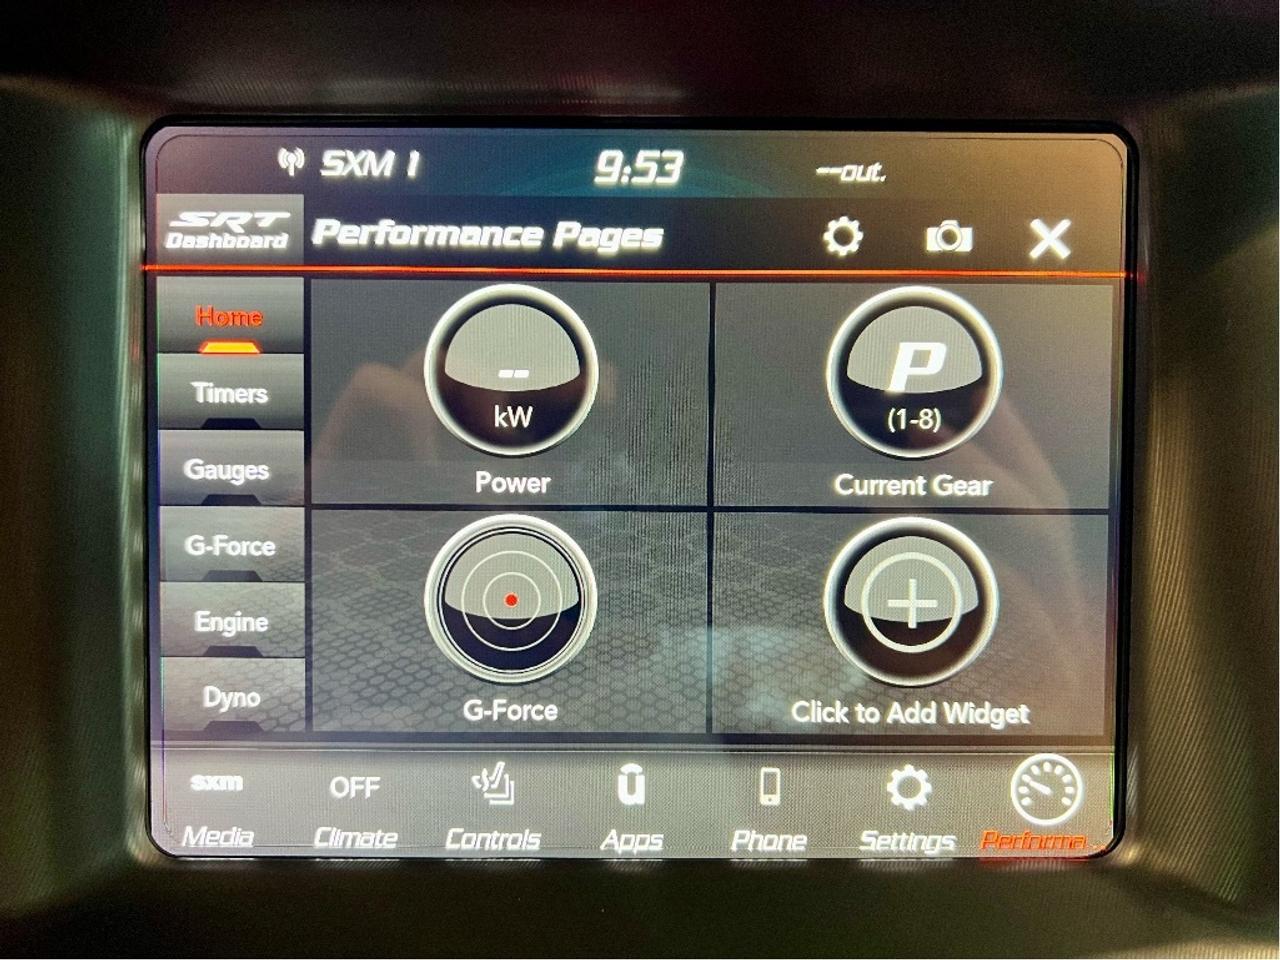 SXM 1 9:53 --out.
SRT
Dashboard
Performance Pages
Home
Timers
Gauges
G-Force
Engine
Dyno
--
kW
Power
P
(1-8)
Current Gear
G-Force
Click to Add Widget
sxm
Media
OFF
Climate
Controls
Apps
Phone
Settings
Performa...